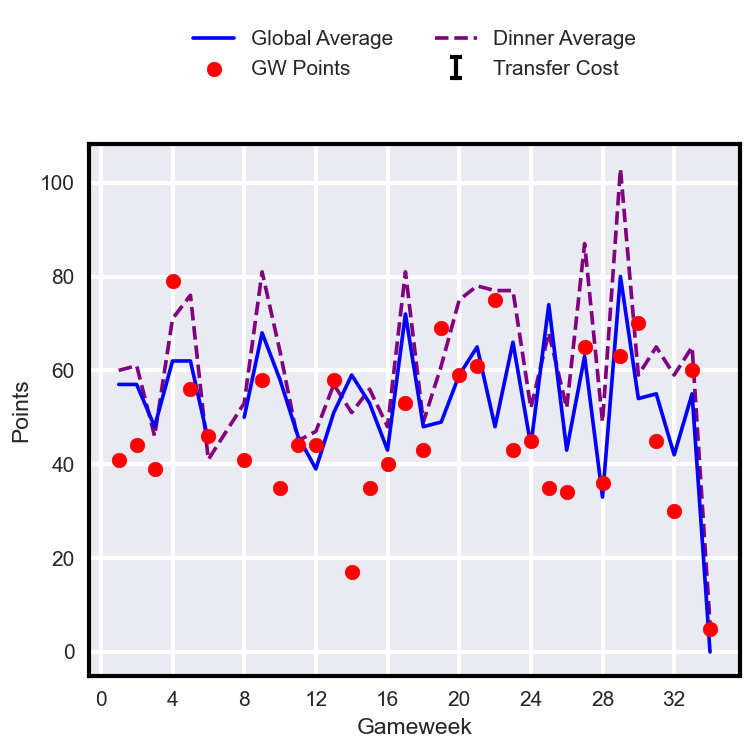 Global Average
Dinner Average
GW Points
Transfer Cost
100
80
60
40
20
0
Points
0 4 8 12 16 20 24 28 32
Gameweek